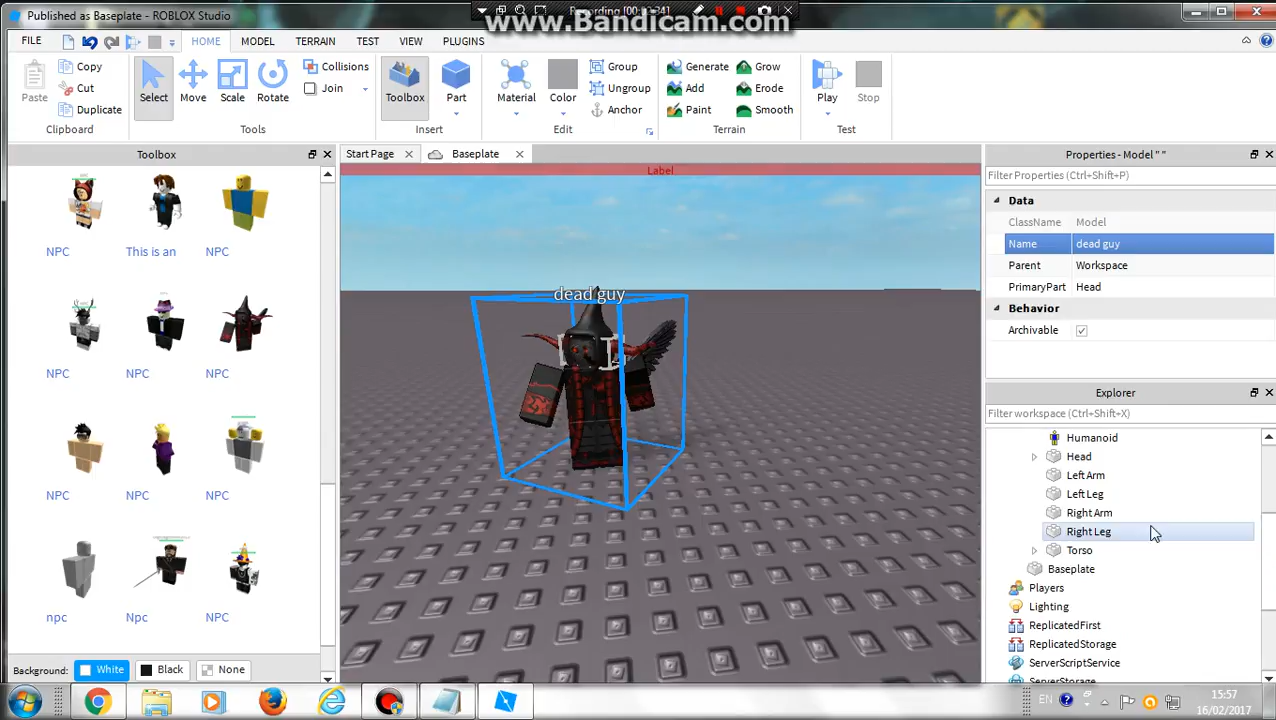 Published as Baseplate - ROBLOX Studio
www.Bandicam.com
FILE HOME MODEL TERRAIN TEST VIEW PLUGINS
Paste Copy Cut Duplicate
Clipboard
Select Move Scale Rotate Collisions Join
Tools
Toolbox Part
Insert
Material Color Group Ungroup Anchor
Edit
Generate Grow
Add Erode
Paint Smooth
Terrain
Play Stop
Test
Toolbox
NPC This is an NPC
NPC NPC NPC
NPC NPC NPC
npc Npc NPC
Background: White Black None
Start Page Baseplate
Label
dead guy
Properties - Model " "
Filter Properties (Ctrl+Shift+P)
Data
ClassName Model
Name dead guy
Parent Workspace
PrimaryPart Head
Behavior
Archivable
Explorer
Filter workspace (Ctrl+Shift+X)
Humanoid
Head
Left Arm
Left Leg
Right Arm
Right Leg
Torso
Baseplate
Players
Lighting
ReplicatedFirst
ReplicatedStorage
ServerScriptService
ServerStorage
EN
15:57
16/02/2017